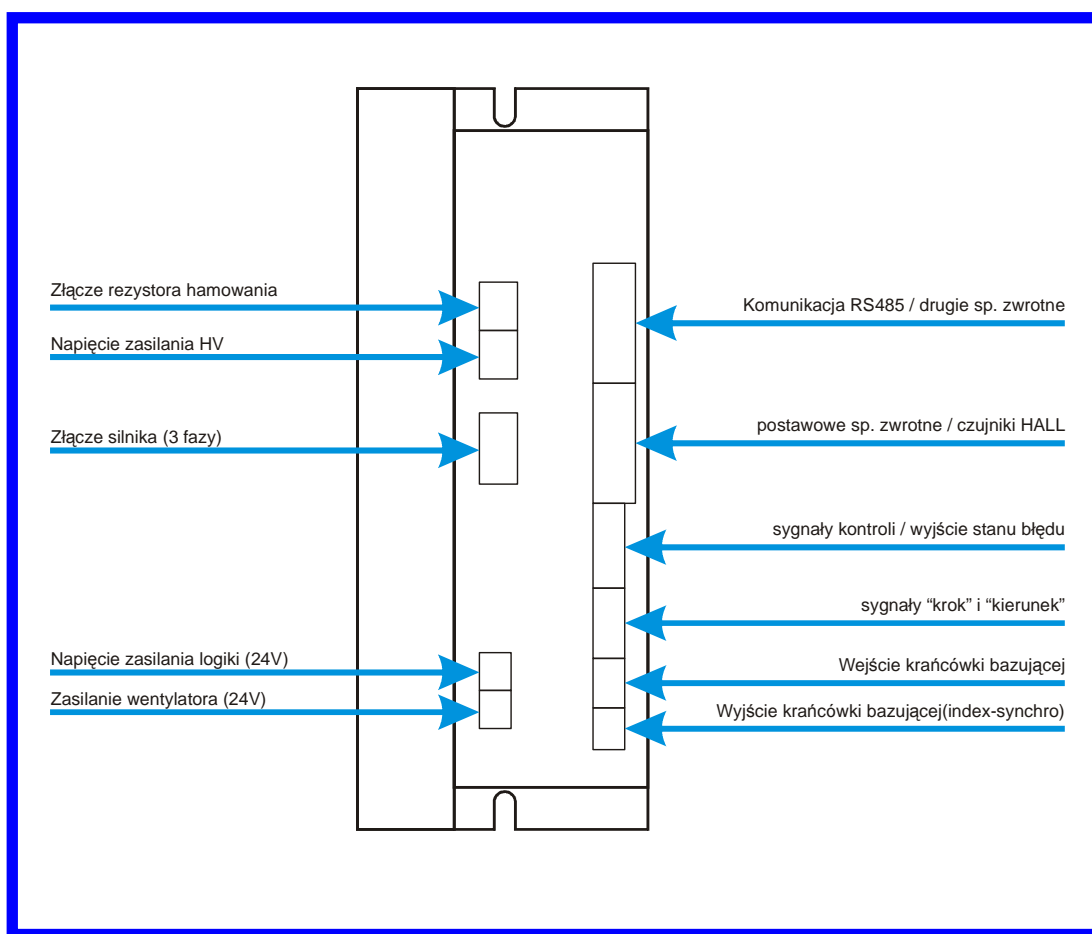 Złącze rezystora hamowania
Napięcie zasilania HV
Złącze silnika (3 fazy)
Napięcie zasilania logiki (24V)
Zasilanie wentylatora (24V)
Komunikacja RS485 / drugie sp. zwrotne
postawowe sp. zwrotne / czujniki HALL
sygnały kontroli / wyjście stanu błędu
sygnały “krok” i “kierunek”
Wejście krańcówki bazującej
Wyjście krańcówki bazującej(index-synchro)